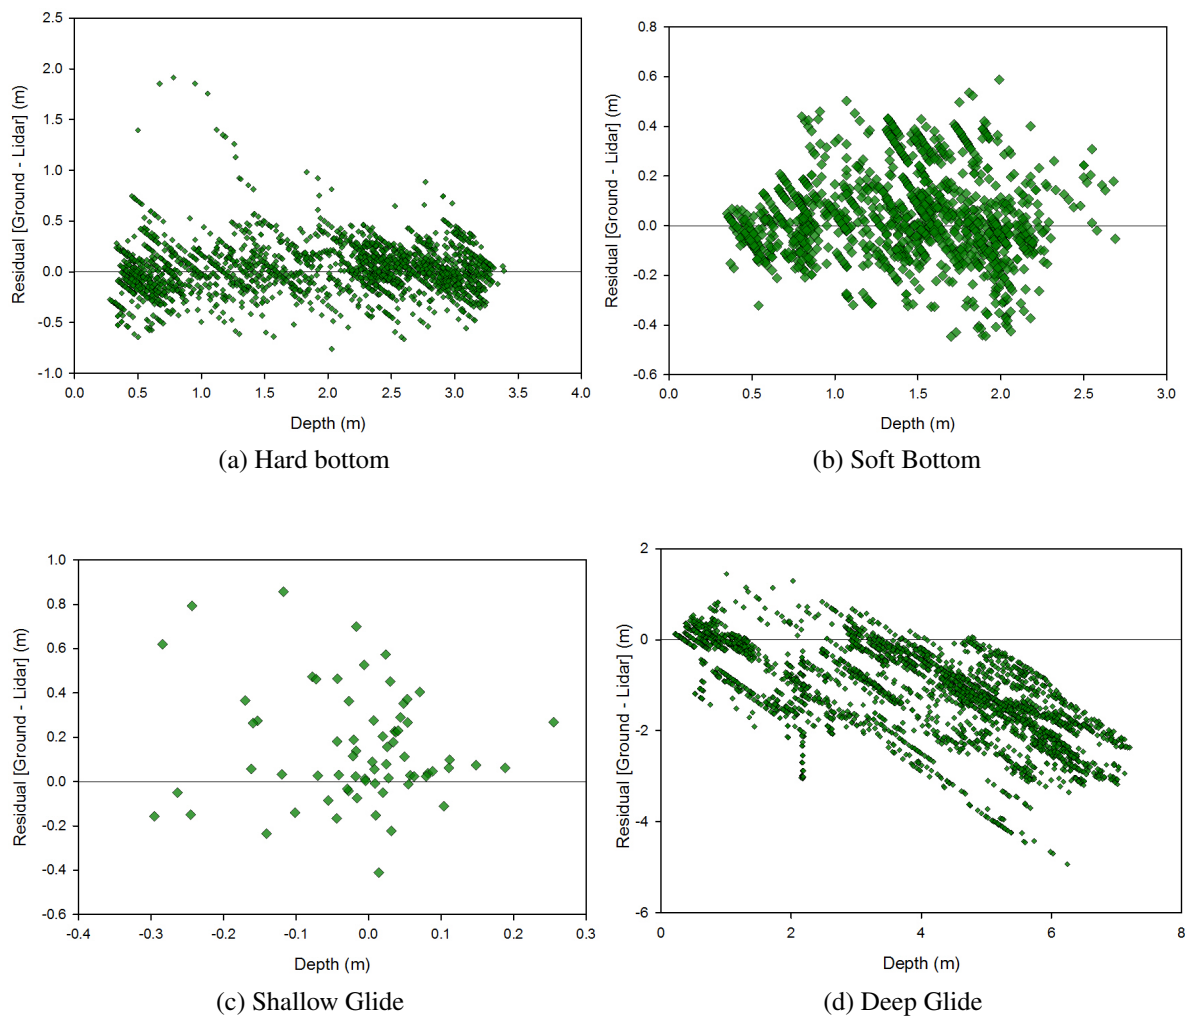 2.5
2.0
1.5
1.0
0.5
0.0
-0.5
-1.0
Residual [Ground - Lidar] (m)
0.0 0.5 1.0 1.5 2.0 2.5 3.0 3.5 4.0
Depth (m)
(a) Hard bottom
0.8
0.6
0.4
0.2
0.0
-0.2
-0.4
-0.6
Residual [Ground - Lidar] (m)
0.0 0.5 1.0 1.5 2.0 2.5 3.0
Depth (m)
(b) Soft Bottom
1.0
0.8
0.6
0.4
0.2
0.0
-0.2
-0.4
-0.6
Residual [Ground - Lidar] (m)
-0.4 -0.3 -0.2 -0.1 0.0 0.1 0.2 0.3
Depth (m)
(c) Shallow Glide
2
0
-2
-4
-6
Residual [Ground - Lidar] (m)
0 2 4 6 8
Depth (m)
(d) Deep Glide